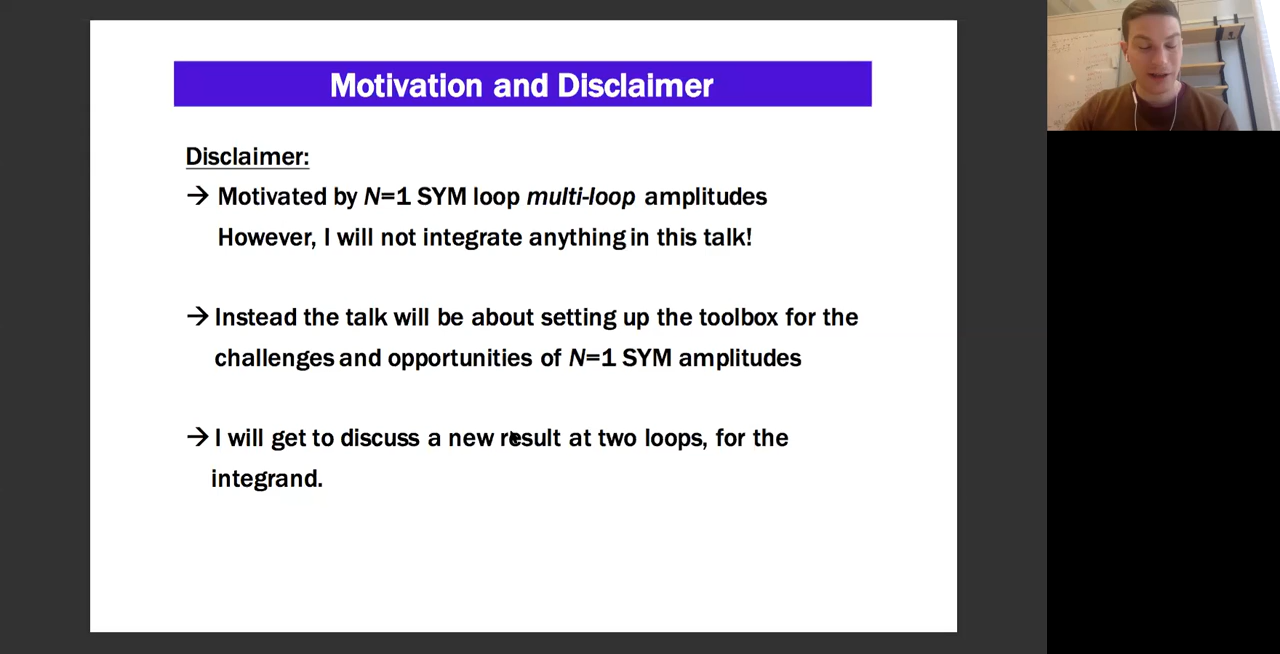 Motivation and Disclaimer
Disclaimer:
→ Motivated by N=1 SYM loop multi-loop amplitudes
However, I will not integrate anything in this talk!
→ Instead the talk will be about setting up the toolbox for the
challenges and opportunities of N=1 SYM amplitudes
→ I will get to discuss a new result at two loops, for the
integrand.